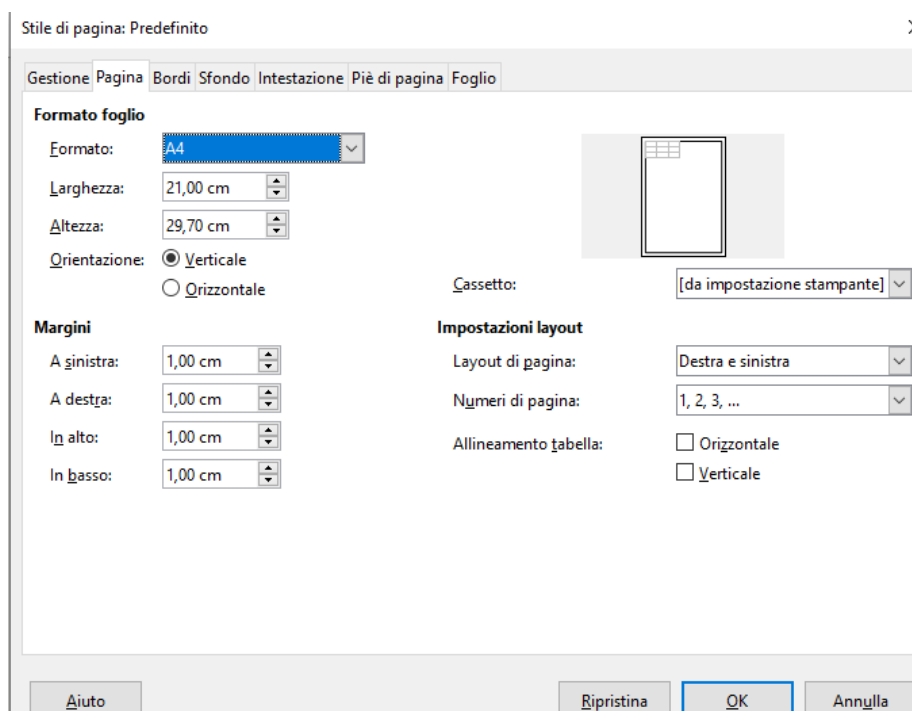 Stile di pagina: Predefinito
Gestione Pagina Bordi Sfondo Intestazione Piè di pagina Foglio
Formato foglio
Formato: A4
Larghezza: 21,00 cm
Altezza: 29,70 cm
Orientazione: Verticale
Orizzontale
Cassetto: [da impostazione stampante]
Margini
A sinistra: 1,00 cm
A destra: 1,00 cm
In alto: 1,00 cm
In basso: 1,00 cm
Impostazioni layout
Layout di pagina: Destra e sinistra
Numeri di pagina: 1, 2, 3, ...
Allineamento tabella: Orizzontale
Verticale
Aiuto Ripristina OK Annulla